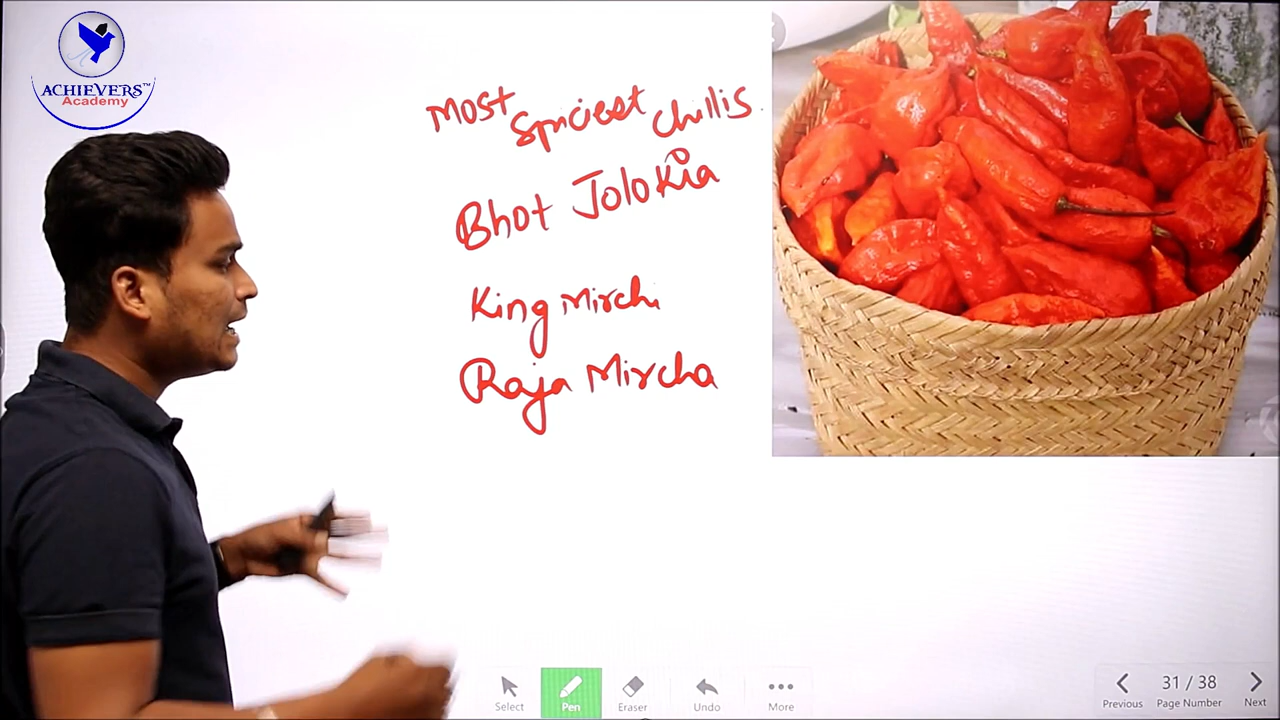 ACHIEVERS™
Academy
Most Spiciest chillis.
Bhot Jolokia
King Mirchi
Raja Mircha
Select
Pen
Eraser
Undo
More
Previous
31 / 38
Page Number
Next